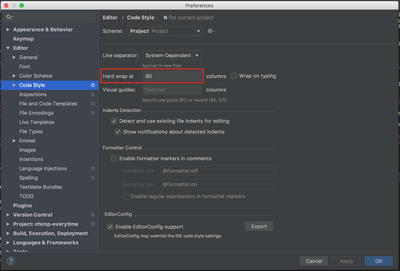 Preferences
Appearance & Behavior
Keymap
Editor
General
Font
Color Scheme
Code Style
Inspections
File and Code Templates
File Encodings
Live Templates
File Types
Emmet
Images
Intentions
Language Injections
Spelling
TextMate Bundles
TODO
Plugins
Version Control
Project: chimp-everytime
Build, Execution, Deployment
Languages & Frameworks
Tools
Editor › Code Style For current project
Scheme: Project Project
Line separator: System-Dependent
Applied to new files
Hard wrap at 80 columns Wrap on typing
Visual guides: Optional columns
Specify one guide (80) or several (80, 120)
Indents Detection
Detect and use existing file indents for editing
Show notifications about detected indents
Formatter Control
Enable formatter markers in comments
Formatter off: @formatter:off
Formatter on: @formatter:on
Enable regular expressions in formatter markers
EditorConfig
Enable EditorConfig support Export
EditorConfig may override the IDE code style settings
? Cancel Apply OK